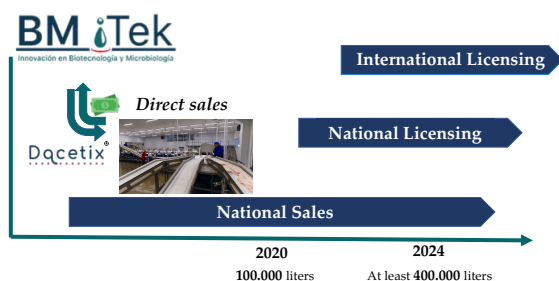 BM iTek
Innovación en Biotecnología y Microbiología
International Licensing
Direct sales
National Licensing
Dqcetix®
National Sales
2020
2024
100.000 liters
At least 400.000 liters